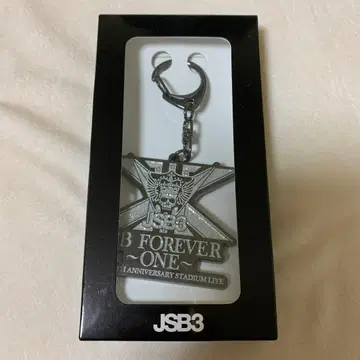 JSB3
B FOREVER
~ONE~
ANNIVERSARY STADIUM LIVE
JSB3